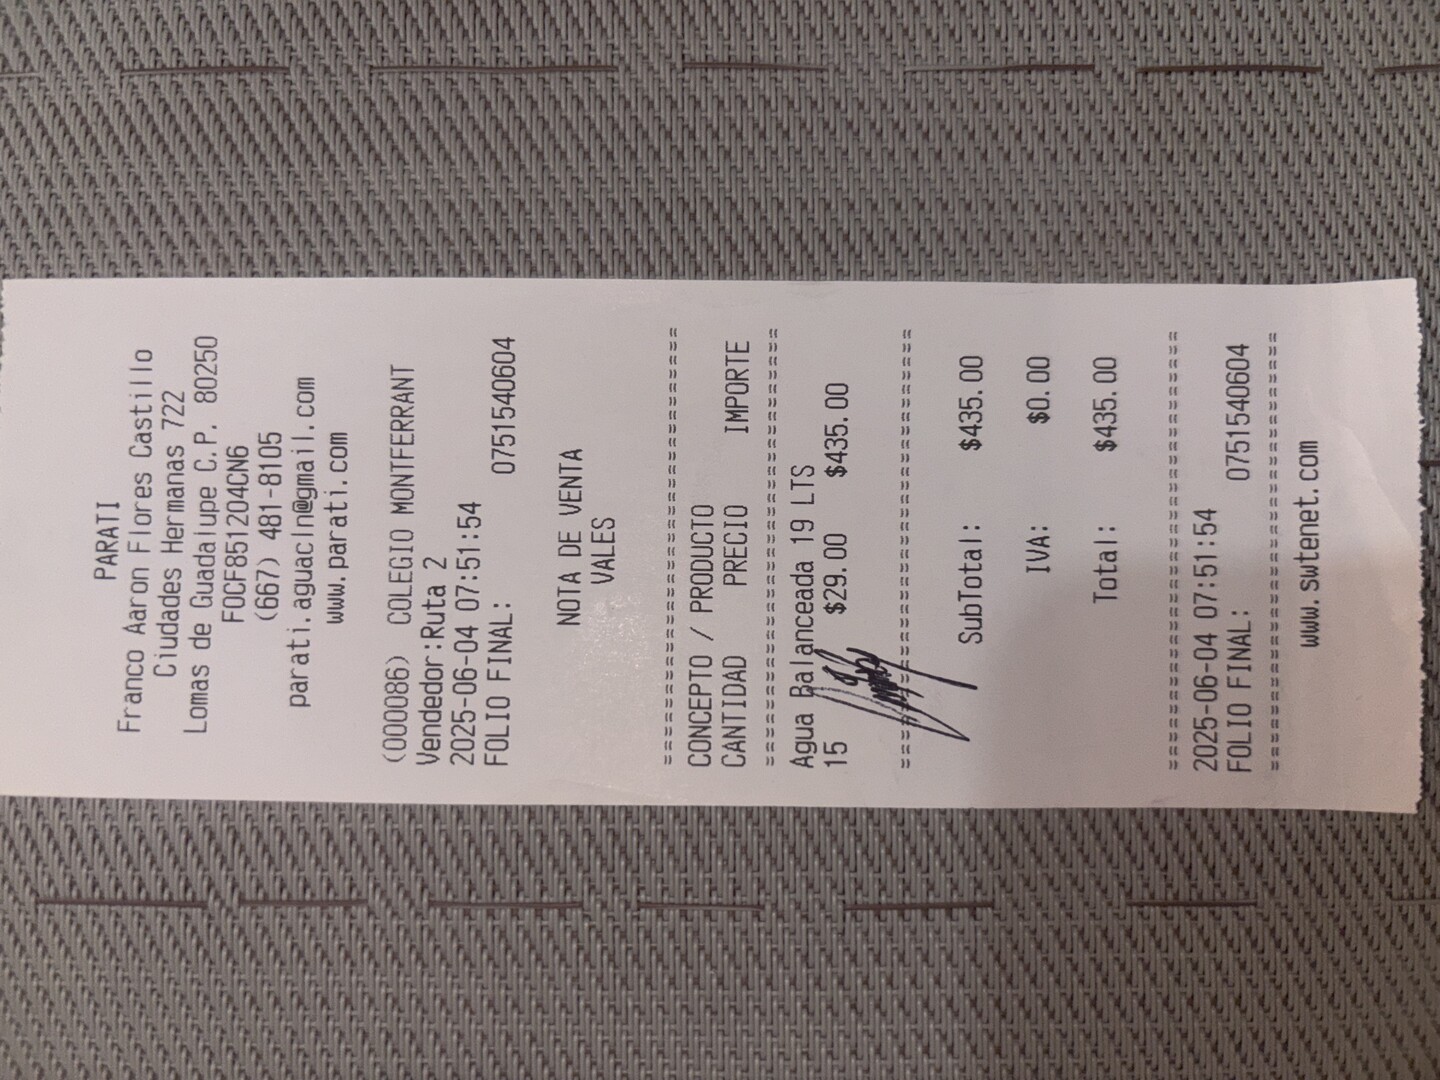 PARATI
Franco Aaron Flores Castillo
Ciudades Hermanas 722
Lomas de Guadalupe C.P. 80250
FOCF851204CN6
(667) 481-8105
parati.aguacln@gmail.com
www.parati.com
(000086) COLEGIO MONTFERRANT
Vendedor:Ruta 2
2025-06-04 07:51:54
FOLIO FINAL: 0751540604
NOTA DE VENTA
VALES
==========================================
CONCEPTO / PRODUCTO
CANTIDAD PRECIO IMPORTE
==========================================
Agua Balanceada 19 LTS
15 $29.00 $435.00
==========================================
SubTotal: $435.00
IVA: $0.00
Total: $435.00
==========================================
2025-06-04 07:51:54
FOLIO FINAL: 0751540604
==========================================
www.swtenet.com